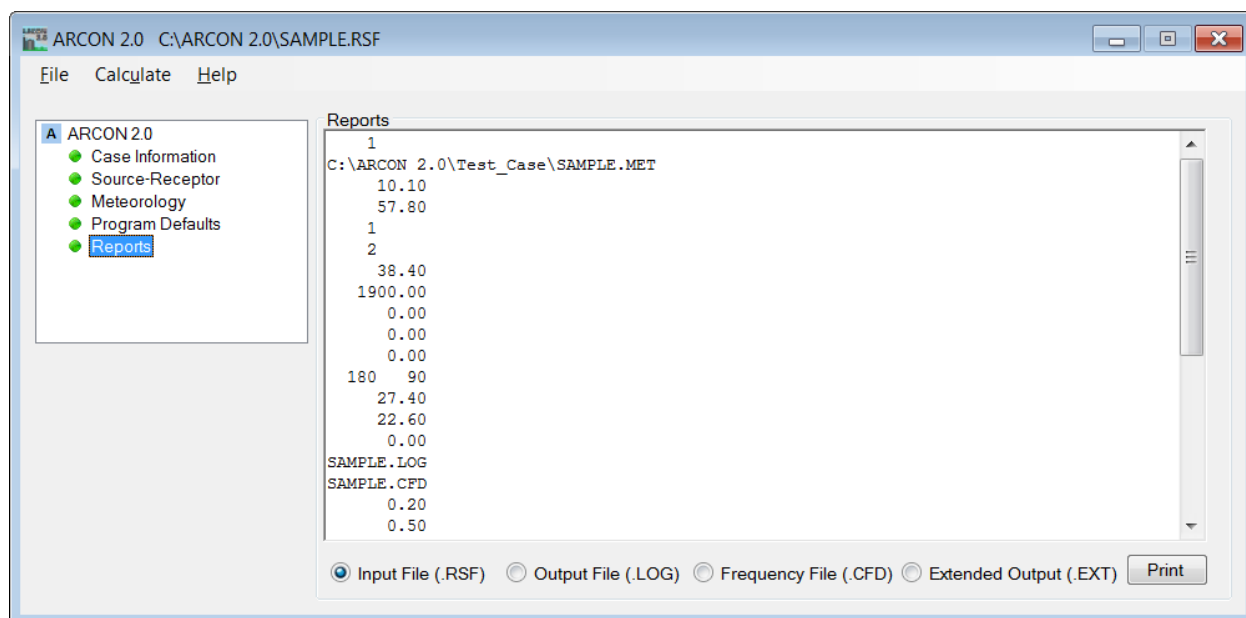 ARCON 2.0 C:\ARCON 2.0\SAMPLE.RSF
File Calculate Help
A ARCON 2.0
Case Information
Source-Receptor
Meteorology
Program Defaults
Reports
Reports
1
C:\ARCON 2.0\Test_Case\SAMPLE.MET
10.10
57.80
1
2
38.40
1900.00
0.00
0.00
0.00
180 90
27.40
22.60
0.00
SAMPLE.LOG
SAMPLE.CFD
0.20
0.50
Input File (.RSF) Output File (.LOG) Frequency File (.CFD) Extended Output (.EXT) Print